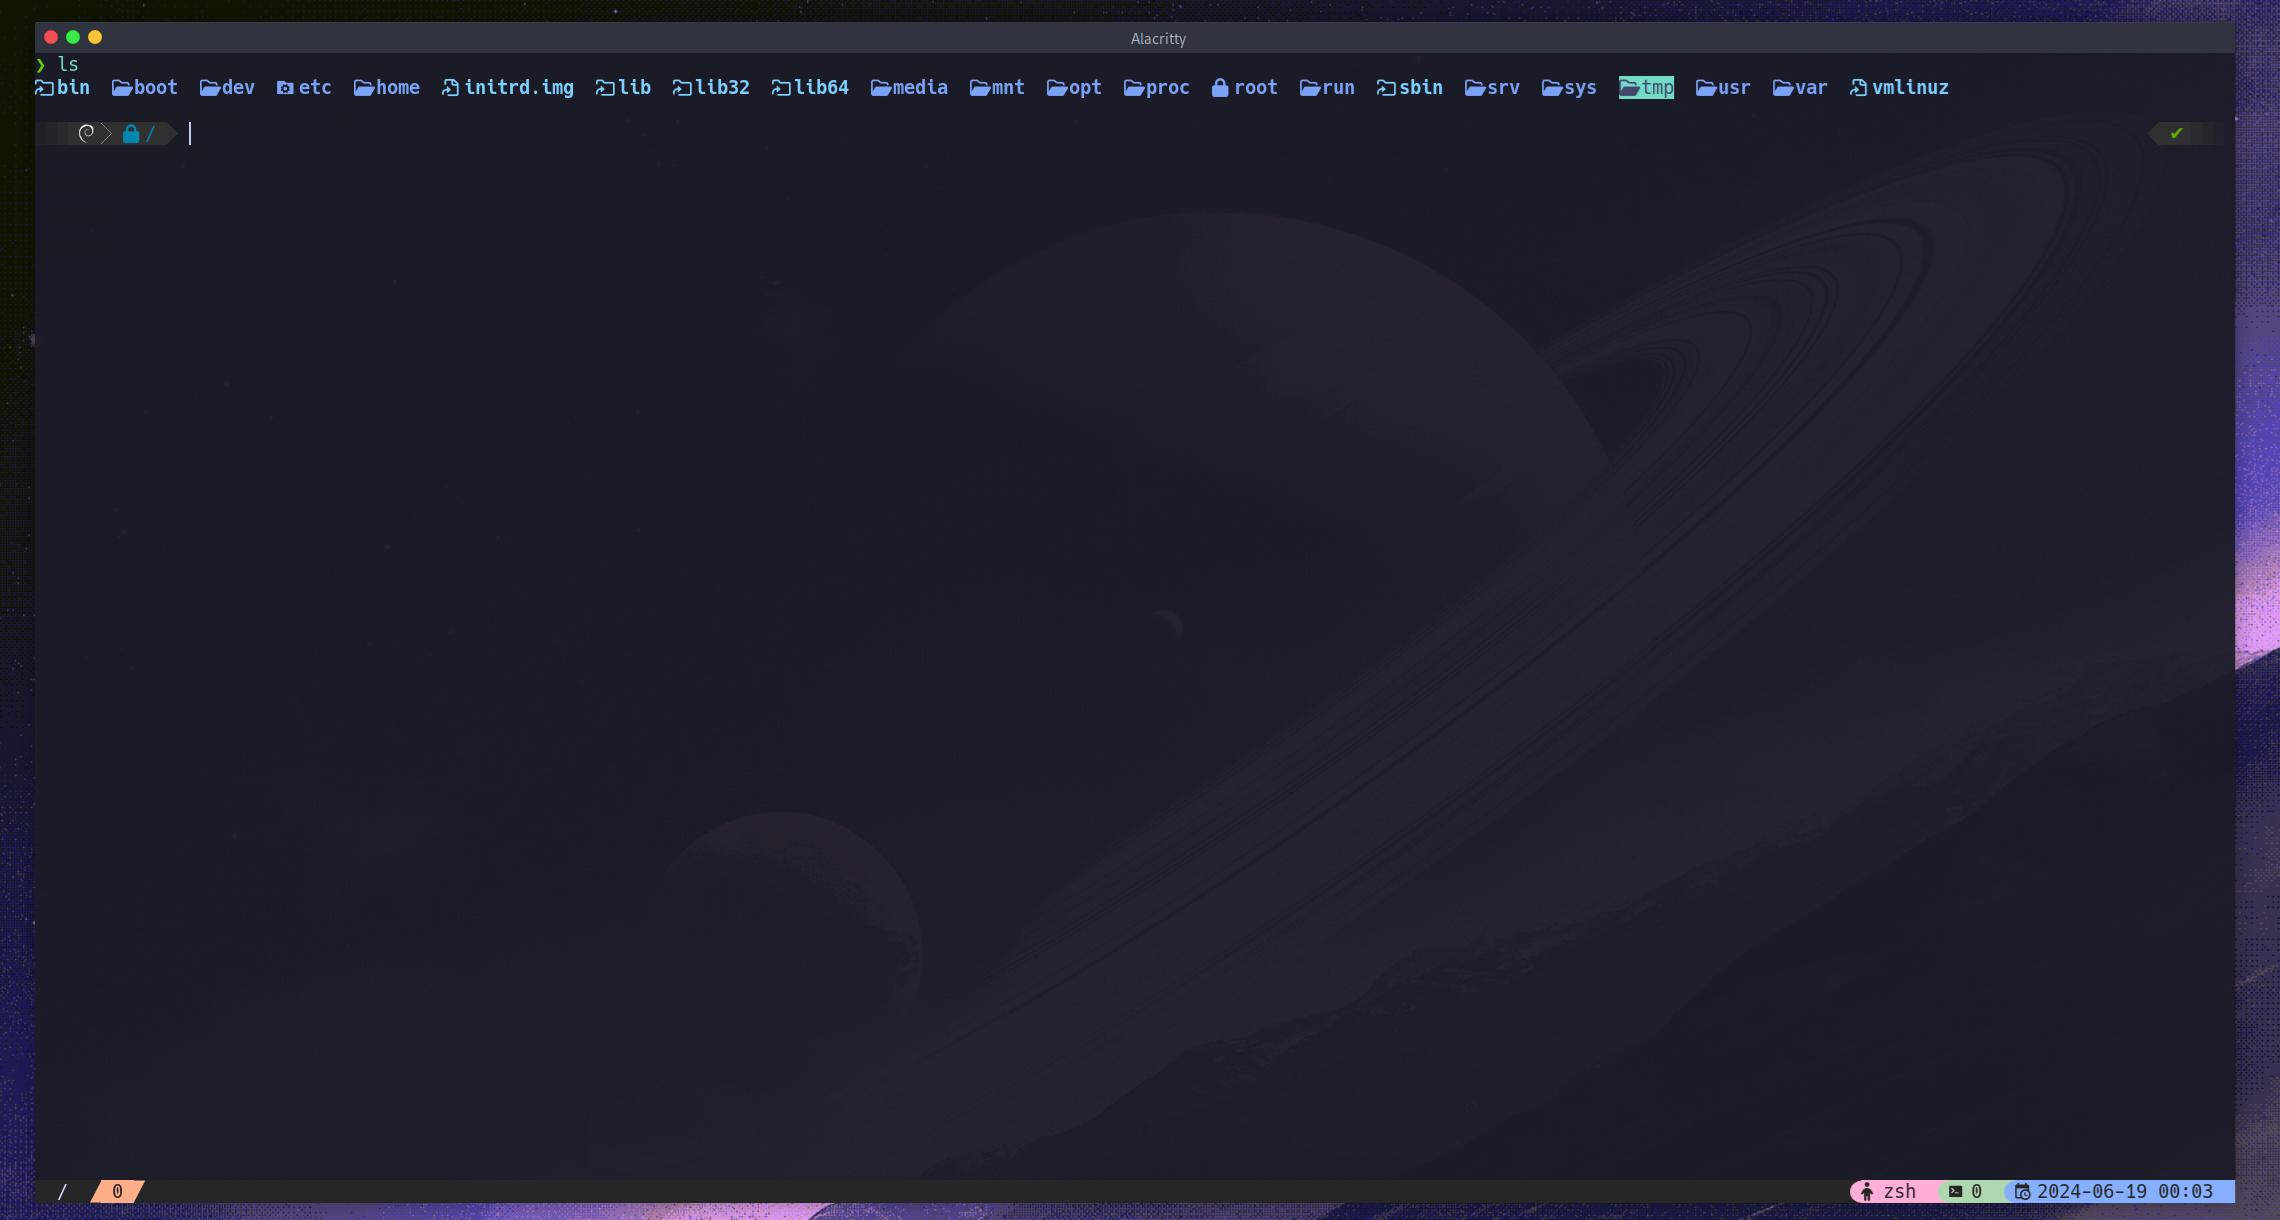 Alacritty
❯ ls
bin boot dev etc home initrd.img lib lib32 lib64 media mnt opt proc root run sbin srv sys tmp usr var vmlinuz
/ ✔
/ 0 zsh 0 2024-06-19 00:03